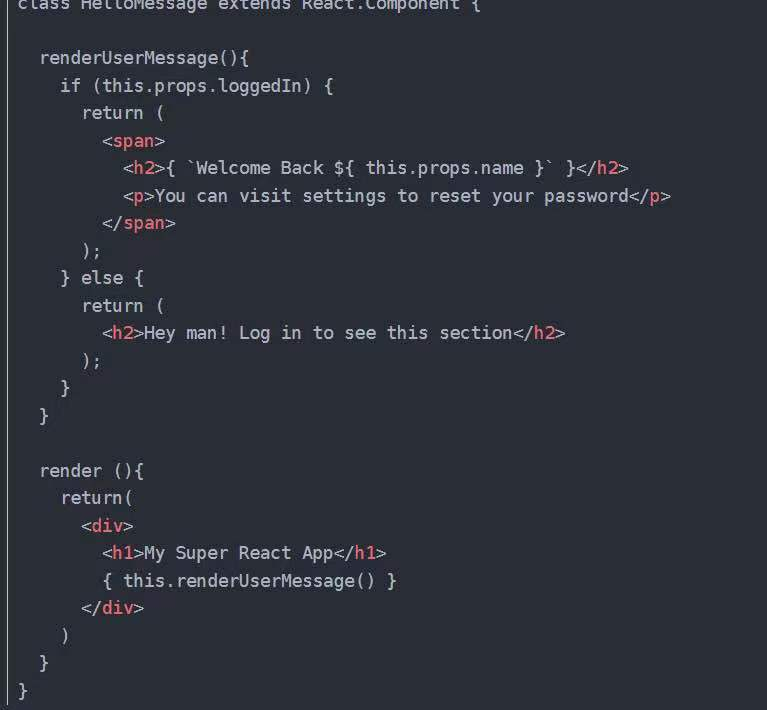 class HelloMessage extends React.Component {

  renderUserMessage(){
    if (this.props.loggedIn) {
      return (
        <span>
          <h2>{ `Welcome Back ${ this.props.name }` }</h2>
          <p>You can visit settings to reset your password</p>
        </span>
      );
    } else {
      return (
        <h2>Hey man! Log in to see this section</h2>
      );
    }
  }

  render (){
    return(
      <div>
        <h1>My Super React App</h1>
        { this.renderUserMessage() }
      </div>
    )
  }
}